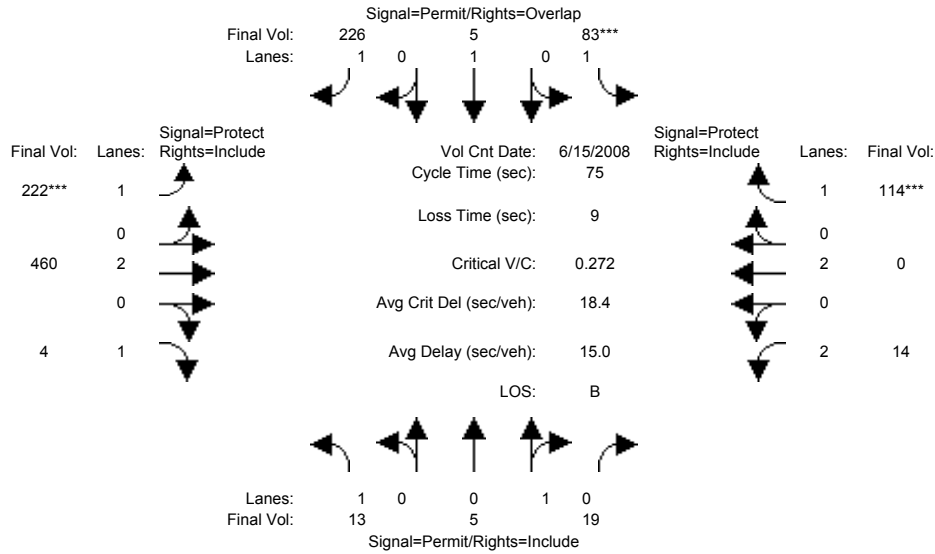 Signal=Permit/Rights=Overlap
Final Vol: 226 5 83***
Lanes: 1 0 1 0 1
Signal=Protect
Final Vol: Lanes: Rights=Include
Vol Cnt Date: 6/15/2008
Signal=Protect
Rights=Include Lanes: Final Vol:
Cycle Time (sec): 75
222*** 1
1 114***
Loss Time (sec): 9
0
0
460 2
Critical V/C: 0.272
2 0
0
Avg Crit Del (sec/veh): 18.4
0
4 1
Avg Delay (sec/veh): 15.0
2 14
LOS: B
Lanes: 1 0 0 1 0
Final Vol: 13 5 19
Signal=Permit/Rights=Include